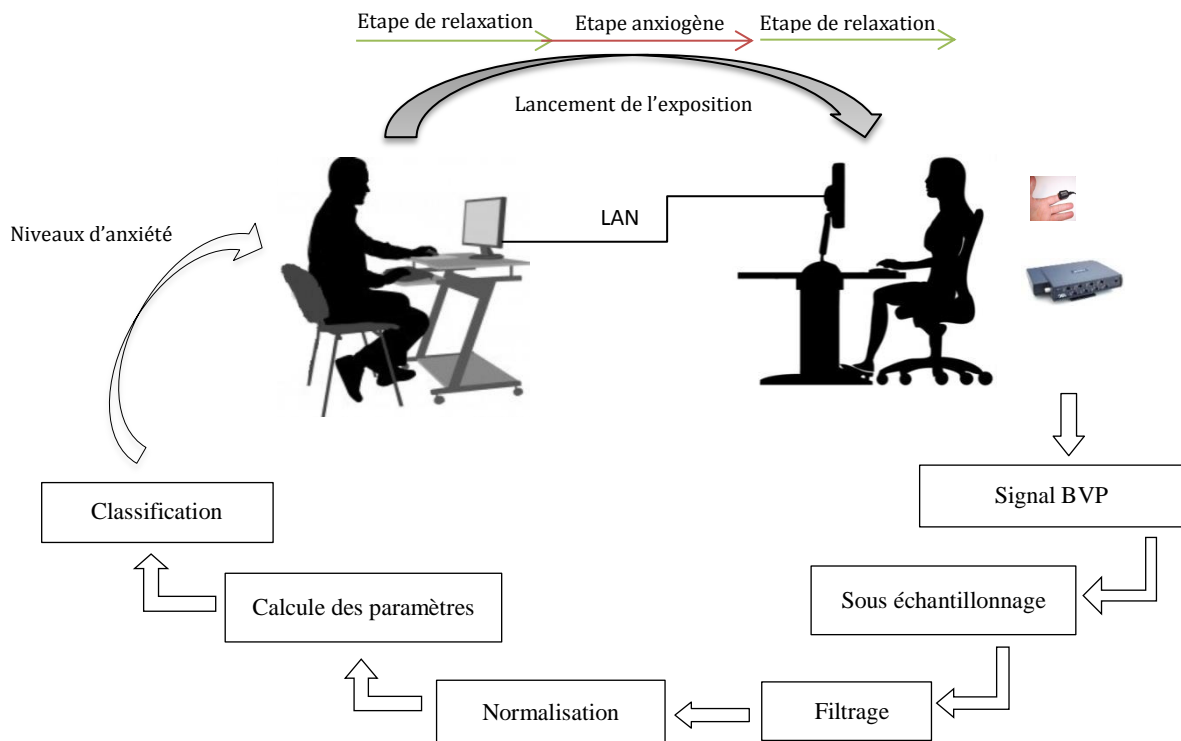 Etape de relaxation
Etape anxiogène
Etape de relaxation
Lancement de l'exposition
LAN
Niveaux d'anxiété
Signal BVP
Classification
Sous échantillonnage
Calcule des paramètres
Normalisation
Filtrage